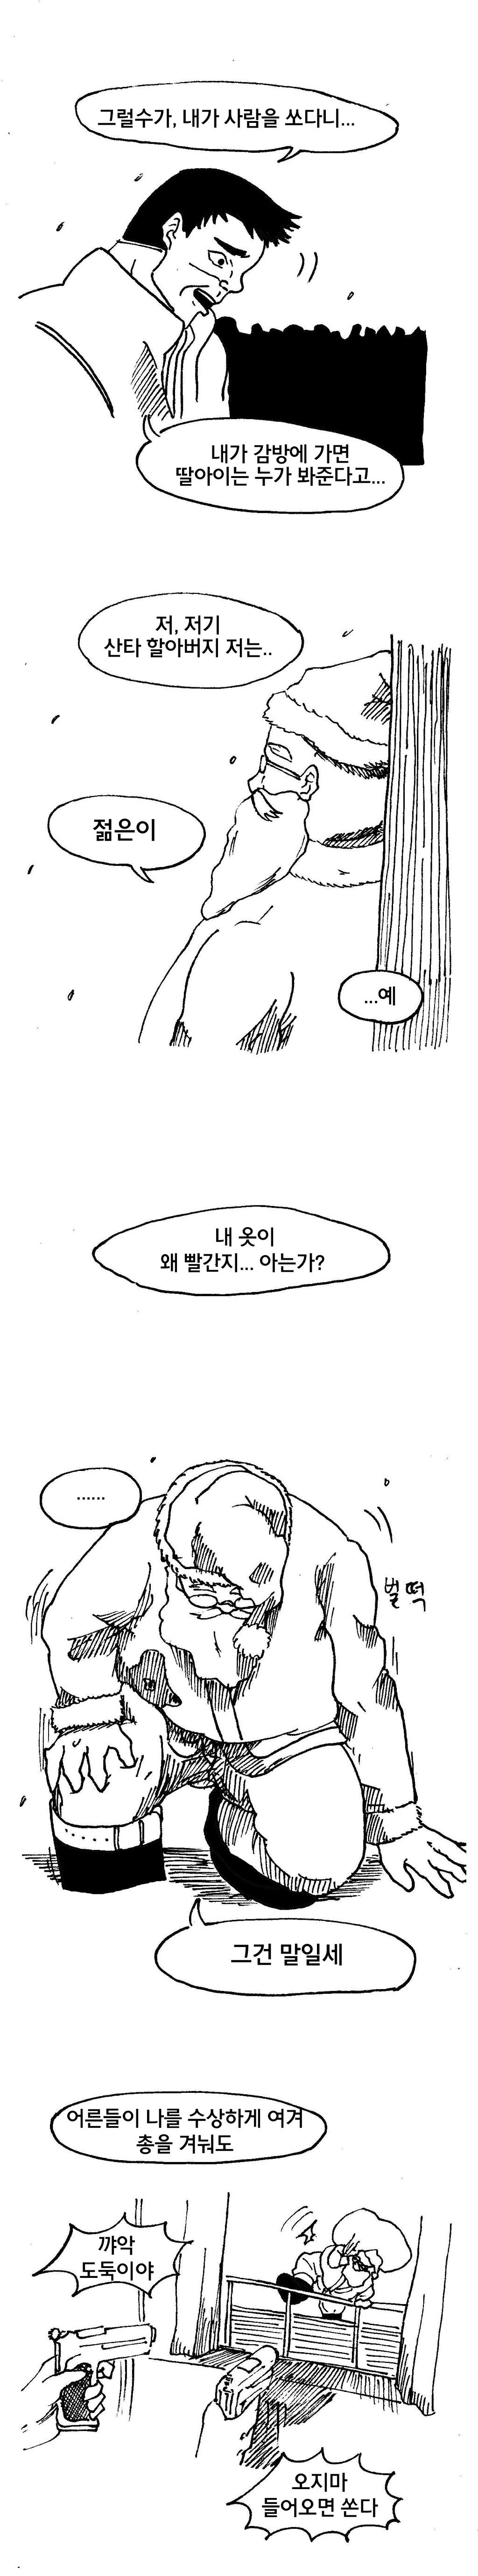 그럴수가, 내가 사람을 쏘다니...
내가 감방에 가면
딸아이는 누가 봐준다고...
저, 저기
산타 할아버지 저는..
젊은이
...예
내 옷이
왜 빨간지... 아는가?
......
벌떡
그건 말일세
어른들이 나를 수상하게 여겨
총을 겨눠도
꺄악
도둑이야
오지마
들어오면 쏜다